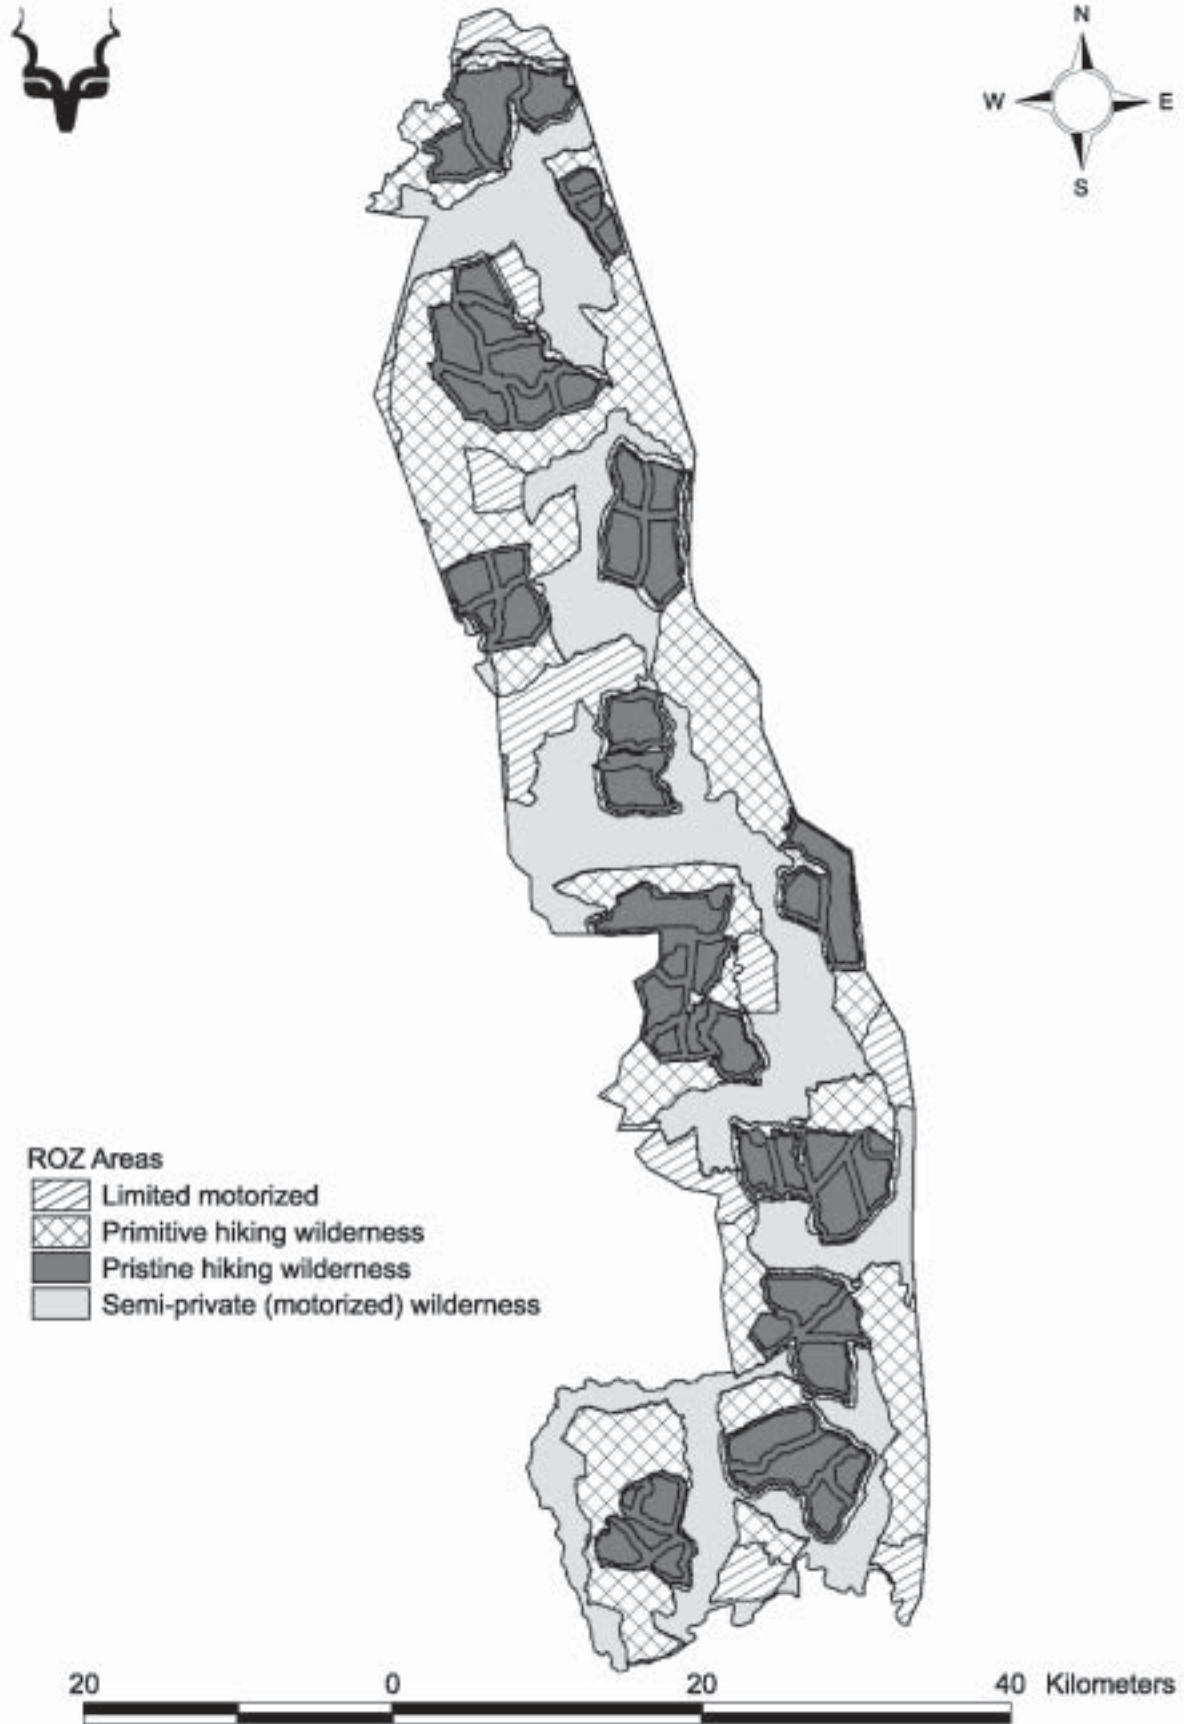 N
W E
S
ROZ Areas
Limited motorized
Primitive hiking wilderness
Pristine hiking wilderness
Semi-private (motorized) wilderness
20 0 20 40 Kilometers